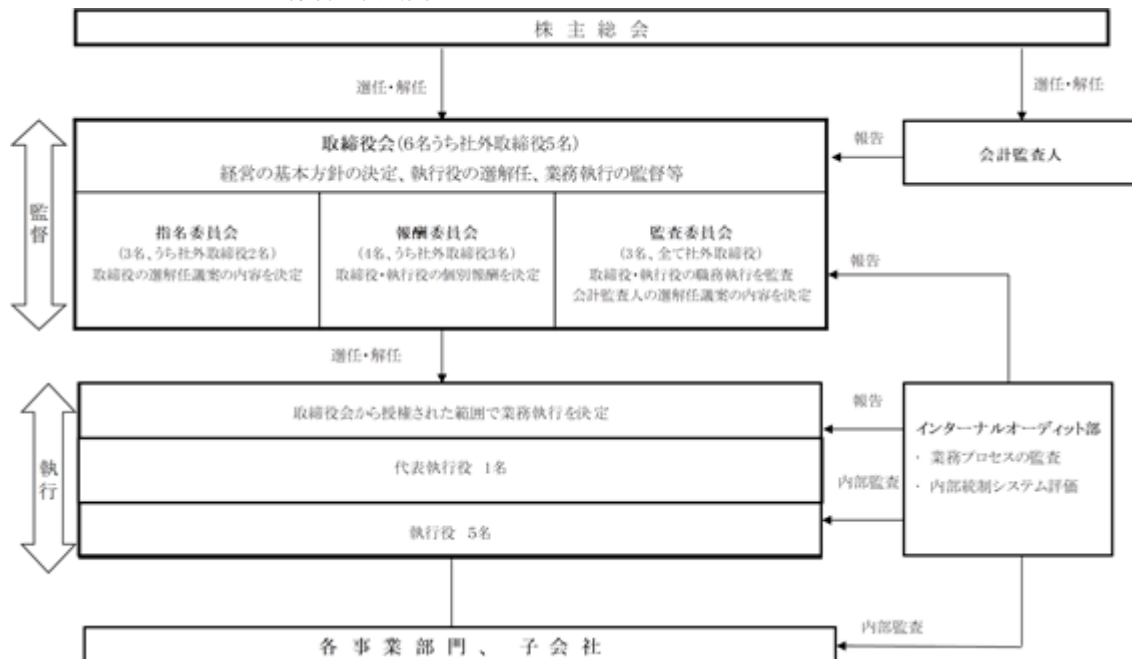 株主総会
選任・解任
選任・解任
取締役会(6名うち社外取締役5名)
経営の基本方針の決定、執行役の選解任、業務執行の監督等
報告
会計監査人
監督
指名委員会
(3名、うち社外取締役2名)
取締役の選解任議案の内容を決定
報酬委員会
(4名、うち社外取締役3名)
取締役・執行役の個別報酬を決定
監査委員会
(3名、全て社外取締役)
取締役・執行役の職務執行を監査
会計監査人の選解任議案の内容を決定
報告
選任・解任
執行
取締役会から授権された範囲で業務執行を決定
代表執行役 1名
執行役 5名
報告
内部監査
インターナルオーディット部
・ 業務プロセスの監査
・ 内部統制システム評価
内部監査
各事業部門、子会社